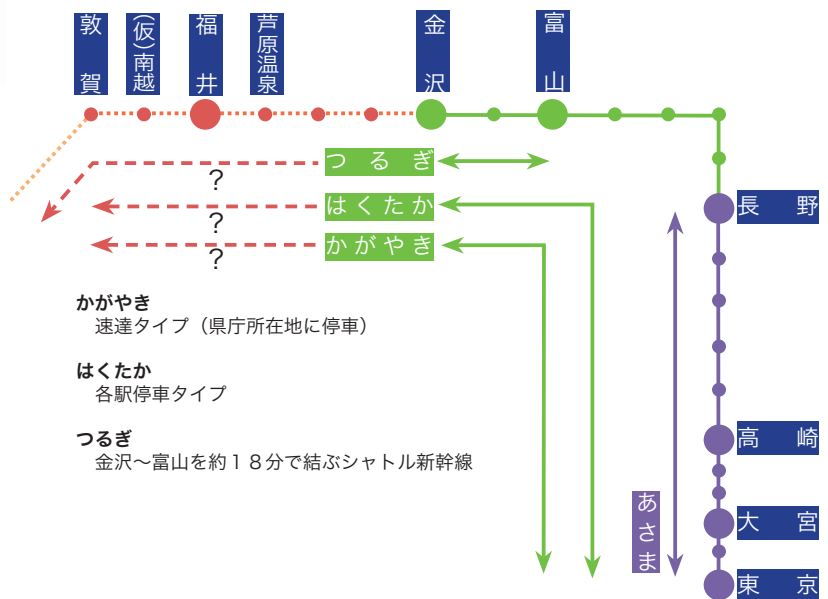 敦賀
(仮)南越
福井
芦原温泉
金沢
富山
つるぎ
?
はくたか
?
かがやき
?
長野
かがやき
速達タイプ（県庁所在地に停車）
はくたか
各駅停車タイプ
つるぎ
金沢〜富山を約１８分で結ぶシャトル新幹線
高崎
あさま
大宮
東京